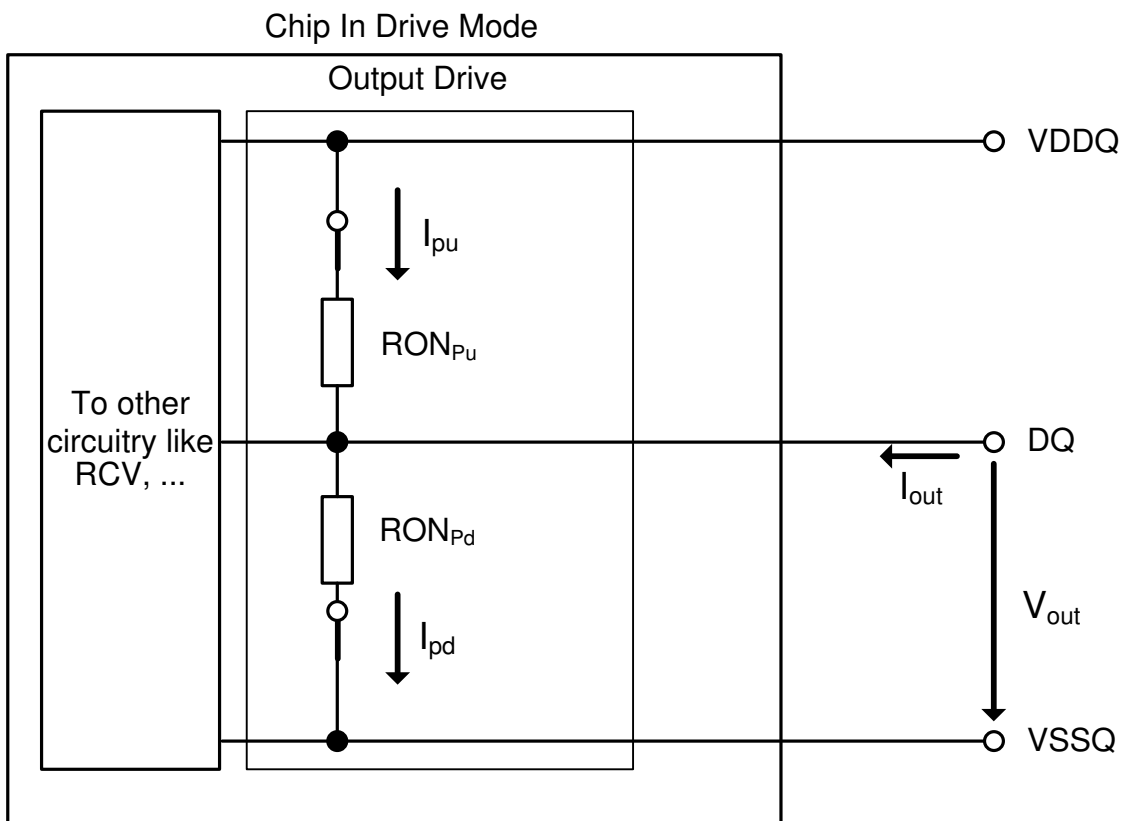 Chip In Drive Mode
Output Drive
VDDQ
Ipu
RONPu
To other
circuitry like
RCV, ...
DQ
Iout
RONPd
Vout
Ipd
VSSQ